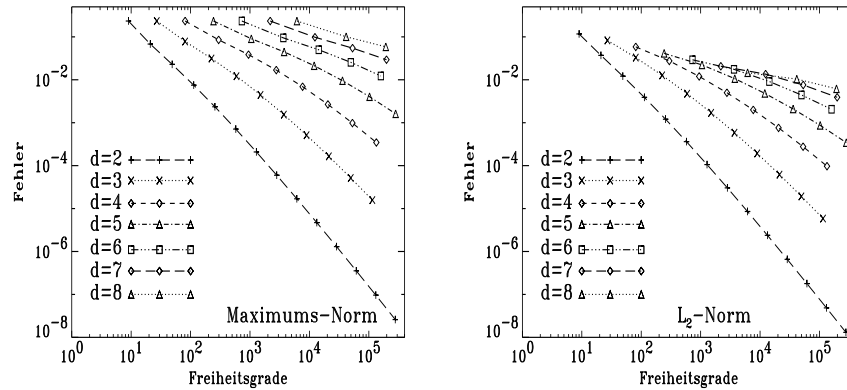 10^-2
10^-4
10^-6
10^-8
Fehler
d=2
d=3
d=4
d=5
d=6
d=7
d=8
Maximums-Norm
10^0 10^1 10^2 10^3 10^4 10^5
Freiheitsgrade
10^-2
10^-4
10^-6
10^-8
Fehler
d=2
d=3
d=4
d=5
d=6
d=7
d=8
L_2-Norm
10^0 10^1 10^2 10^3 10^4 10^5
Freiheitsgrade